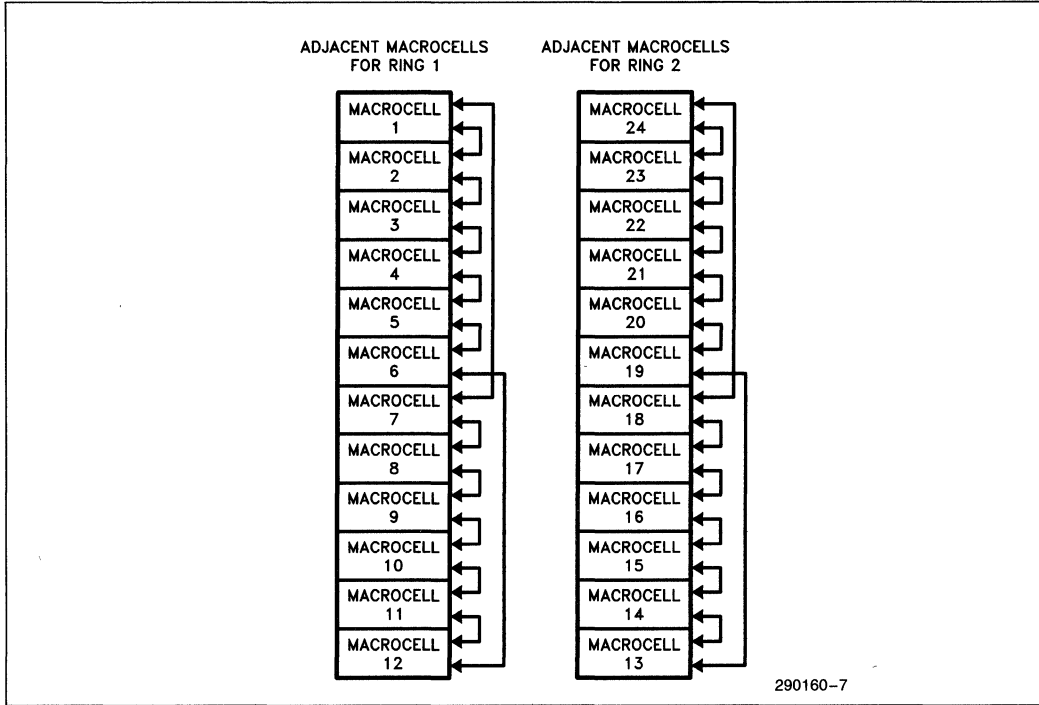 ADJACENT MACROCELLS
FOR RING 1
MACROCELL
1
MACROCELL
2
MACROCELL
3
MACROCELL
4
MACROCELL
5
MACROCELL
6
MACROCELL
7
MACROCELL
8
MACROCELL
9
MACROCELL
10
MACROCELL
11
MACROCELL
12
ADJACENT MACROCELLS
FOR RING 2
MACROCELL
24
MACROCELL
23
MACROCELL
22
MACROCELL
21
MACROCELL
20
MACROCELL
19
MACROCELL
18
MACROCELL
17
MACROCELL
16
MACROCELL
15
MACROCELL
14
MACROCELL
13
290160–7